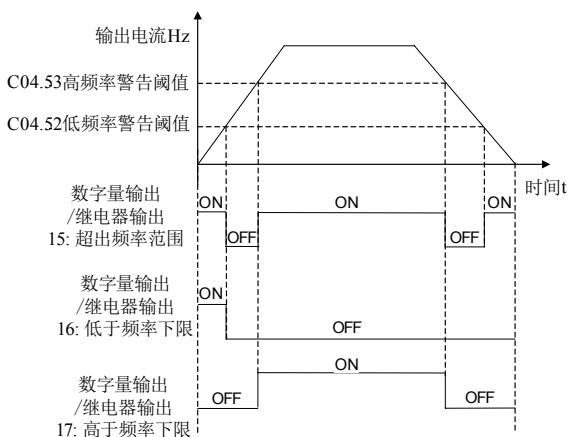 输出电流Hz
C04.53高频率警告阈值
C04.52低频率警告阈值
时间t
数字量输出
/继电器输出
15: 超出频率范围
ON
OFF
ON
OFF
ON
数字量输出
/继电器输出
16: 低于频率下限
ON
OFF
数字量输出
/继电器输出
17: 高于频率下限
OFF
ON
OFF